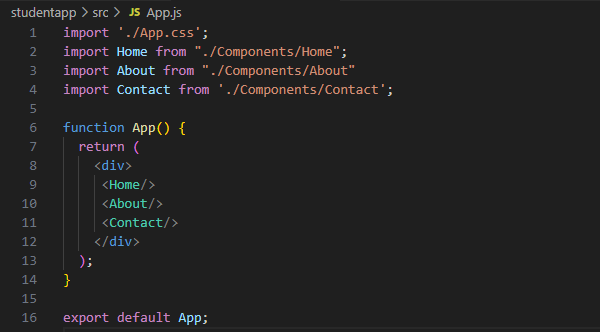 studentapp > src > JS App.js
1 import './App.css';
2 import Home from "./Components/Home";
3 import About from "./Components/About"
4 import Contact from './Components/Contact';
5
6 function App() {
7   return (
8     <div>
9      <Home/>
10      <About/>
11      <Contact/>
12     </div>
13   );
14 }
15
16 export default App;